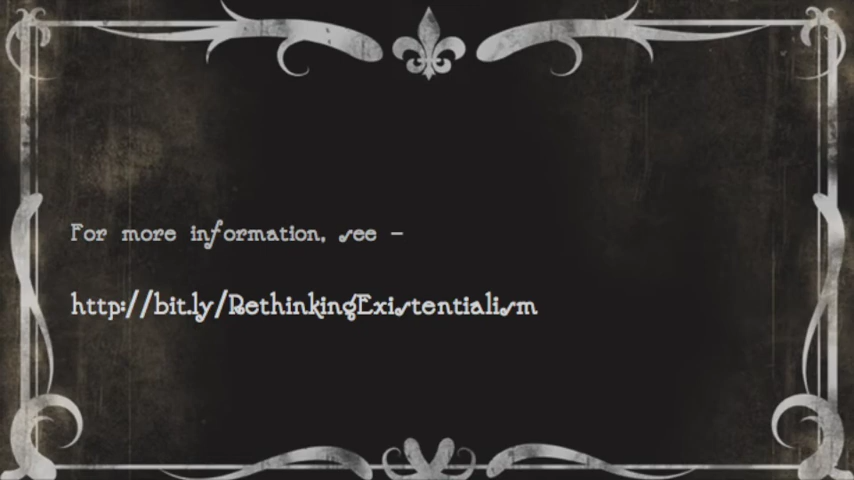 For more information, see -
http://bit.ly/RethinkingExistentialism